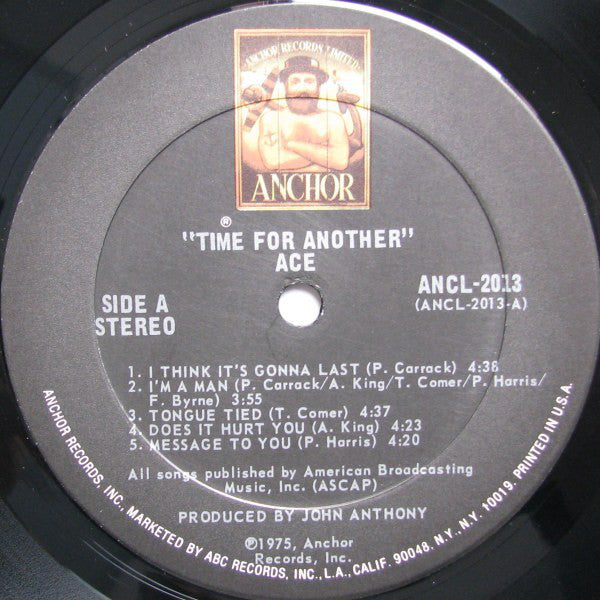 ANCHOR RECORDS LIMITED
ANCHOR
®
"TIME FOR ANOTHER"
ACE
SIDE A
STEREO
ANCL-2013
(ANCL-2013-A)
1. I THINK IT'S GONNA LAST (P. Carrack) 4:38
2. I'M A MAN (P. Carrack/A. King/T. Comer/P. Harris/
F. Byrne) 3:55
3. TONGUE TIED (T. Comer) 4:37
4. DOES IT HURT YOU (A. King) 4:23
5. MESSAGE TO YOU (P. Harris) 4:20
All songs published by American Broadcasting
Music, Inc. (ASCAP)
PRODUCED BY JOHN ANTHONY
℗1975, Anchor
Records, Inc.
ANCHOR RECORDS, INC., MARKETED BY ABC RECORDS, INC., L.A., CALIF. 90048. N.Y., N.Y. 10019. PRINTED IN U.S.A.